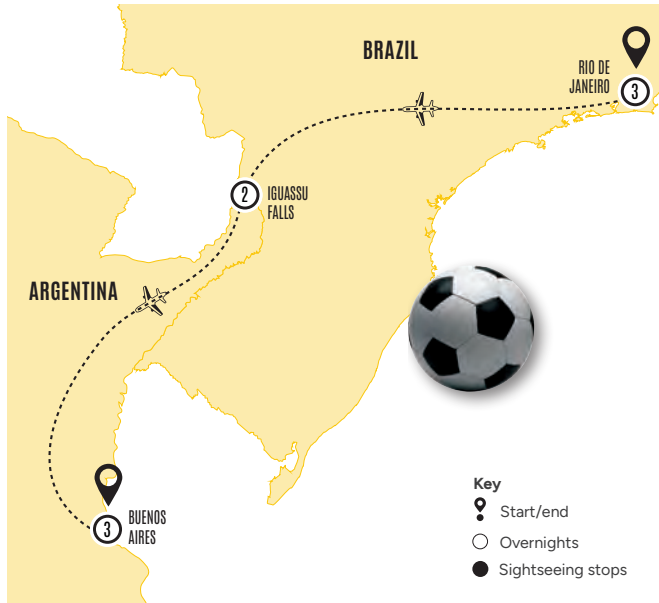 BRAZIL
RIO DE
JANEIRO
3
2
IGUASSU
FALLS
ARGENTINA
3
BUENOS
AIRES
Key
Start/end
Overnights
Sightseeing stops